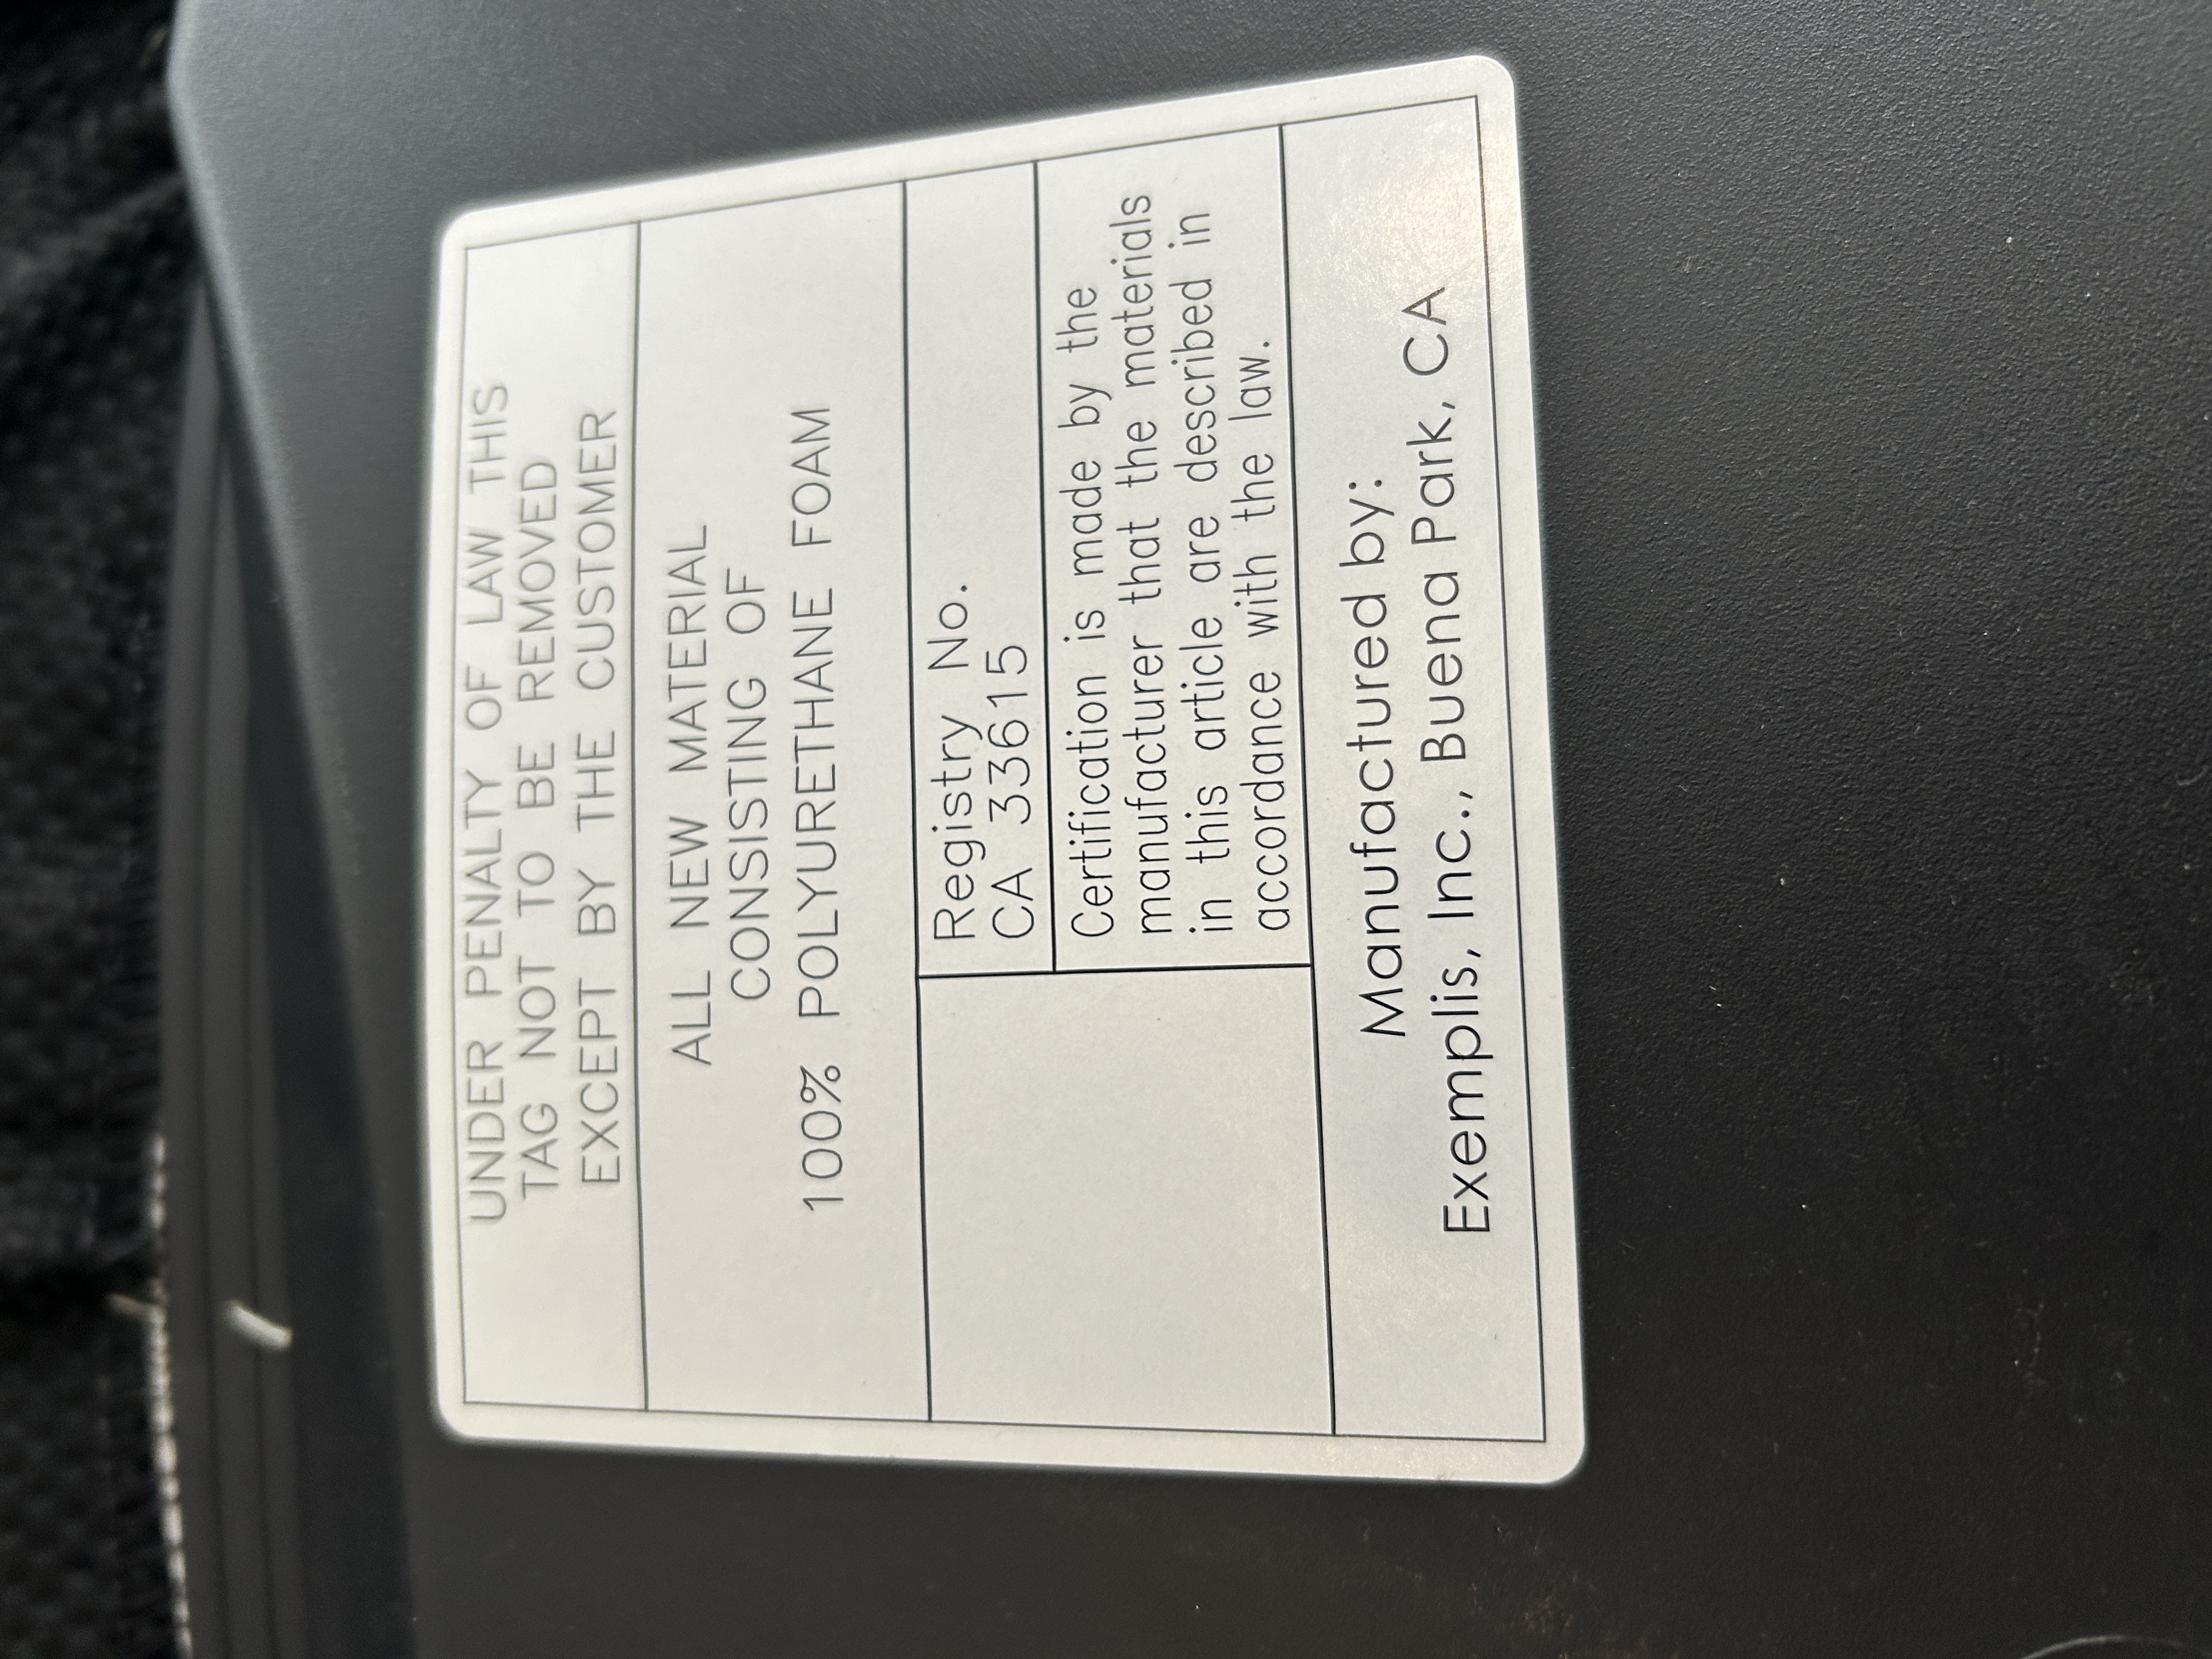 UNDER PENALTY OF LAW THIS
TAG NOT TO BE REMOVED
EXCEPT BY THE CUSTOMER
ALL NEW MATERIAL
CONSISTING OF
100% POLYURETHANE FOAM
Registry No.
CA 33615
Certification is made by the
manufacturer that the materials
in this article are described in
accordance with the law.
Manufactured by:
Exemplis, Inc., Buena Park, CA